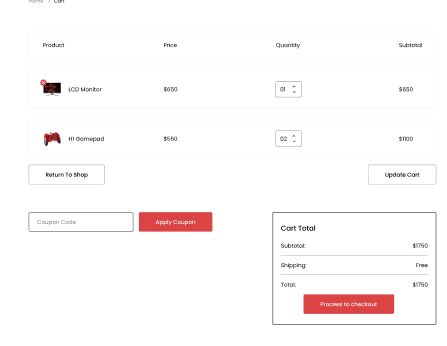 Home / Cart
Product Price Quantity Subtotal
LCD Monitor $650 01 $650
H1 Gamepad $550 02 $1100
Return To Shop Update Cart
Coupon Code Apply Coupon
Cart Total
Subtotal: $1750
Shipping: Free
Total: $1750
Procees to checkout